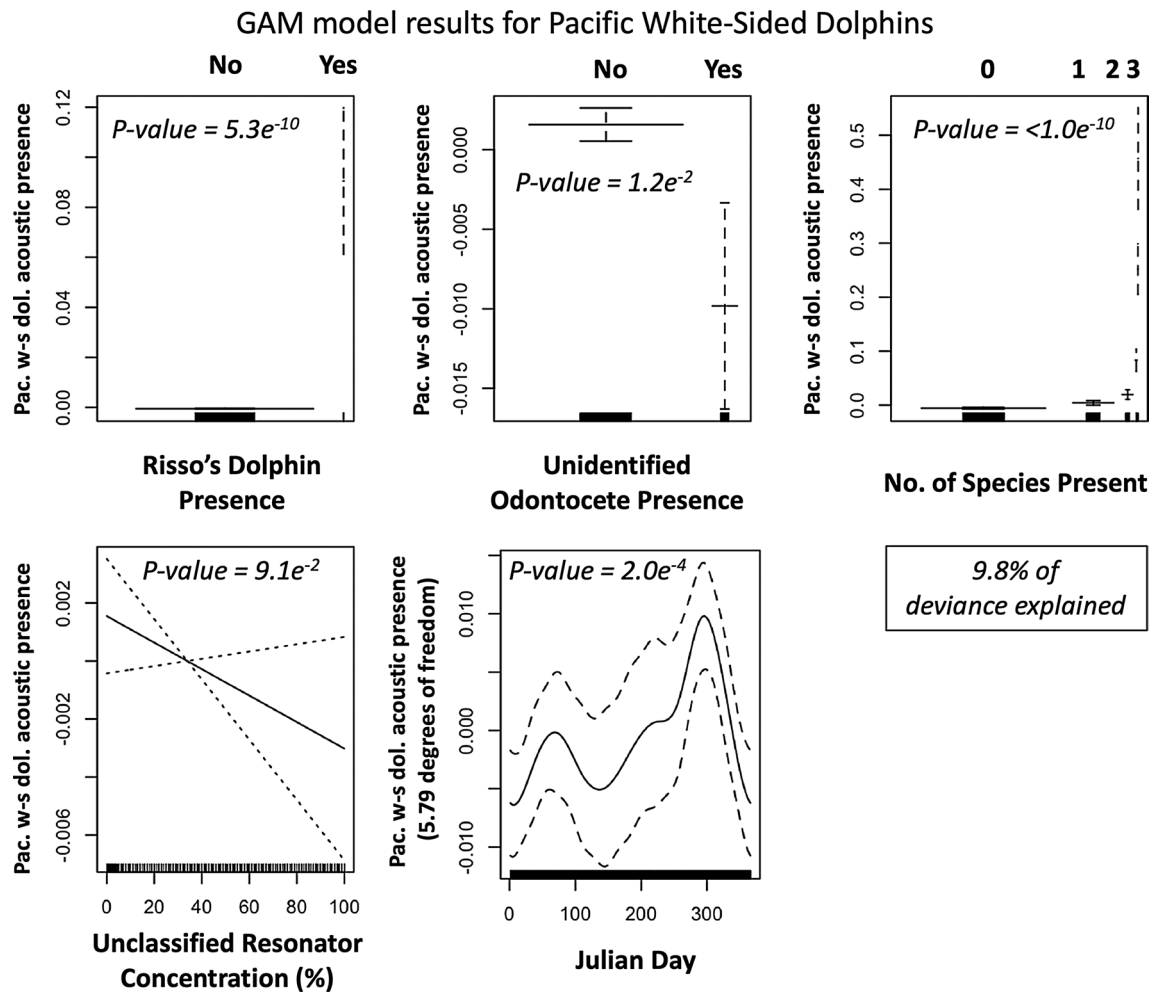 GAM model results for Pacific White-Sided Dolphins
No Yes
Pac. w-s dol. acoustic presence
0.12
0.08
0.04
0.00
P-value = 5.3e-10
Risso's Dolphin
Presence
No Yes
Pac. w-s dol. acoustic presence
0.000
-0.005
-0.010
-0.015
P-value = 1.2e-2
Unidentified
Odontocete Presence
0 1 2 3
Pac. w-s dol. acoustic presence
0.5
0.4
0.3
0.2
0.1
0.0
P-value = <1.0e-10
No. of Species Present
Pac. w-s dol. acoustic presence
0.002
-0.002
-0.006
P-value = 9.1e-2
0 20 40 60 80 100
Unclassified Resonator
Concentration (%)
Pac. w-s dol. acoustic presence
(5.79 degrees of freedom)
0.010
0.000
-0.010
P-value = 2.0e-4
0 100 200 300
Julian Day
9.8% of
deviance explained